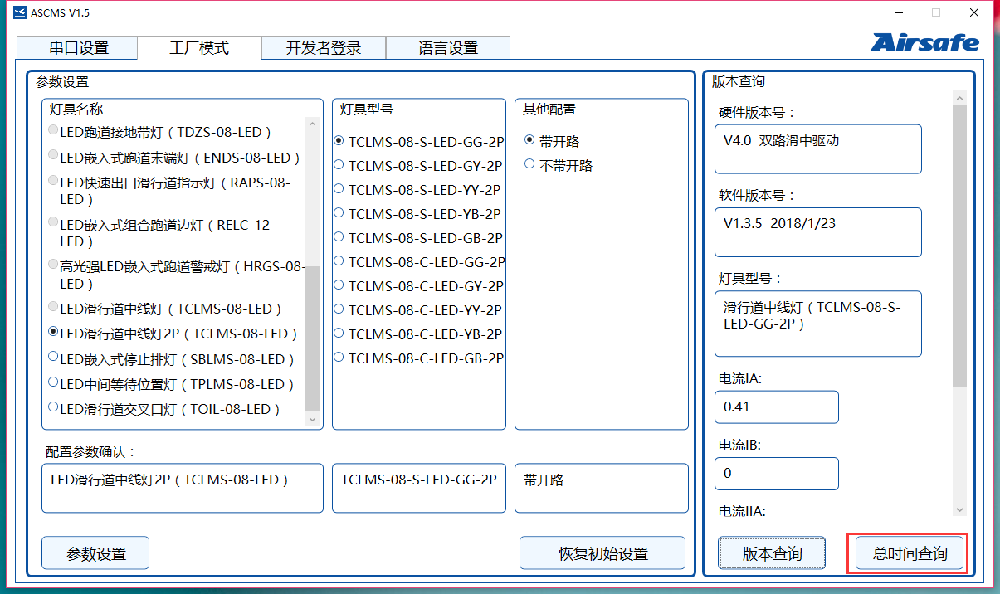 ASCMS V1.5
串口设置
工厂模式
开发者登录
语言设置
Airsafe
参数设置
灯具名称
LED跑道接地带灯（TDZS-08-LED）
LED嵌入式跑道末端灯（ENDS-08-LED）
LED快速出口滑行道指示灯（RAPS-08-
LED）
LED嵌入式组合跑道边灯（RELC-12-
LED）
高光强LED嵌入式跑道警戒灯（HRGS-08-
LED）
LED滑行道中线灯（TCLMS-08-LED）
LED滑行道中线灯2P（TCLMS-08-LED）
LED嵌入式停止排灯（SBLMS-08-LED）
LED中间等待位置灯（TPLMS-08-LED）
LED滑行道交叉口灯（TOIL-08-LED）
灯具型号
TCLMS-08-S-LED-GG-2P
TCLMS-08-S-LED-GY-2P
TCLMS-08-S-LED-YY-2P
TCLMS-08-S-LED-YB-2P
TCLMS-08-S-LED-GB-2P
TCLMS-08-C-LED-GG-2P
TCLMS-08-C-LED-GY-2P
TCLMS-08-C-LED-YY-2P
TCLMS-08-C-LED-YB-2P
TCLMS-08-C-LED-GB-2P
其他配置
带开路
不带开路
配置参数确认：
LED滑行道中线灯2P（TCLMS-08-LED）
TCLMS-08-S-LED-GG-2P
带开路
参数设置
恢复初始设置
版本查询
硬件版本号：
V4.0 双路滑中驱动
软件版本号：
V1.3.5 2018/1/23
灯具型号：
滑行道中线灯（TCLMS-08-S-
LED-GG-2P）
电流IA:
0.41
电流IB:
0
电流IIA:
版本查询
总时间查询